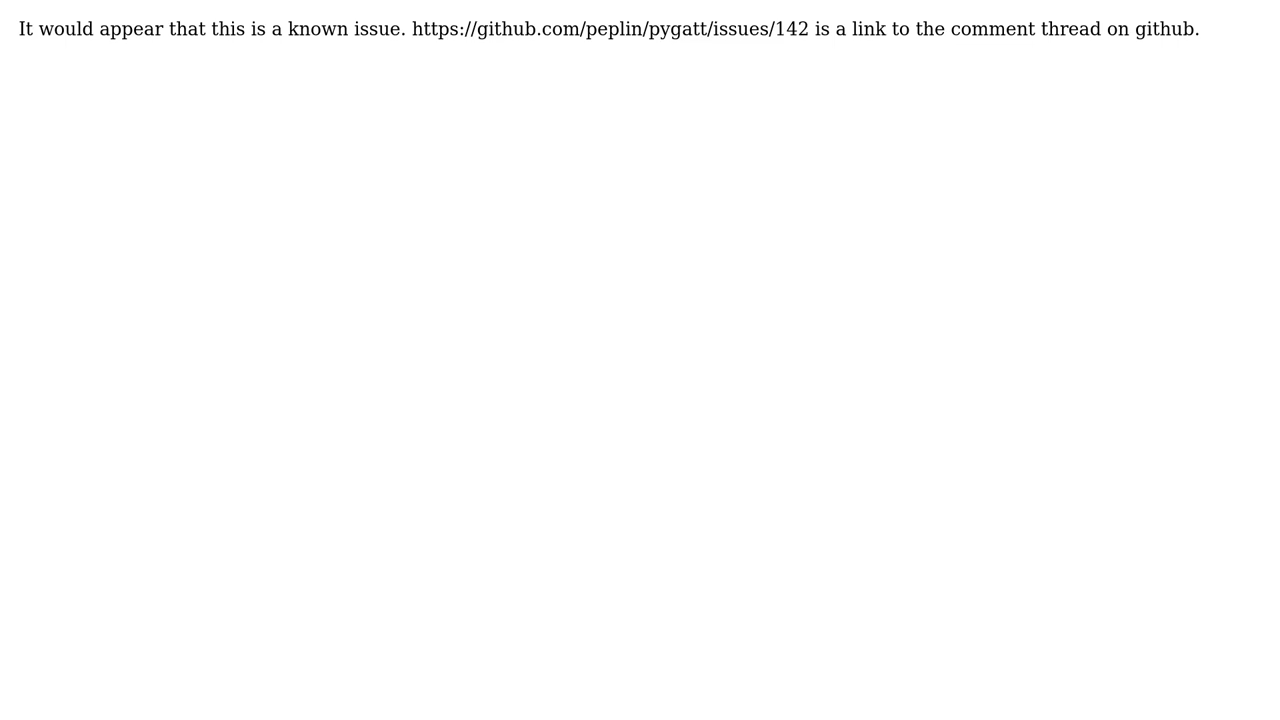 It would appear that this is a known issue. https://github.com/peplin/pygatt/issues/142 is a link to the comment thread on github.